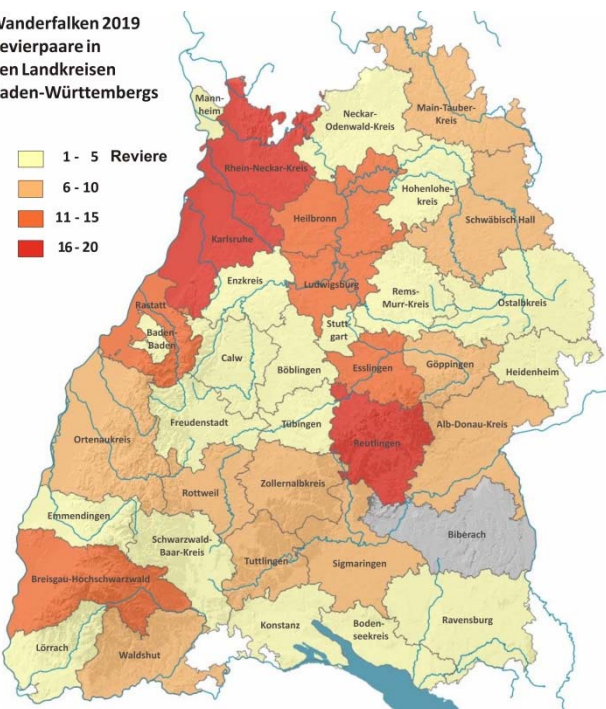 Wanderfalken 2019
evierpaare in
en Landkreisen
aden-Württembergs
1 - 5 Reviere
6 - 10
11 - 15
16 - 20
Mann-
heim
Neckar-
Odenwald-Kreis
Main-Tauber-
Kreis
Rhein-Neckar-Kreis
Hohenlohe-
kreis
Heilbronn
Schwäbisch Hall
Karlsruhe
Enzkreis
Ludwigsburg
Rems-
Murr-Kreis
Ostalbkreis
Rastatt
Baden-
Baden
Stutt-
gart
Calw
Böblingen
Esslingen
Göppingen
Heidenheim
Freudenstadt
Tübingen
Alb-Donau-Kreis
Ortenaukreis
Reutlingen
Rottweil
Zollernalbkreis
Emmendingen
Schwarzwald-
Baar-Kreis
Biberach
Tuttlingen
Sigmaringen
Breisgau-Hochschwarzwald
Konstanz
Boden-
seekreis
Ravensburg
Lörrach
Waldshut